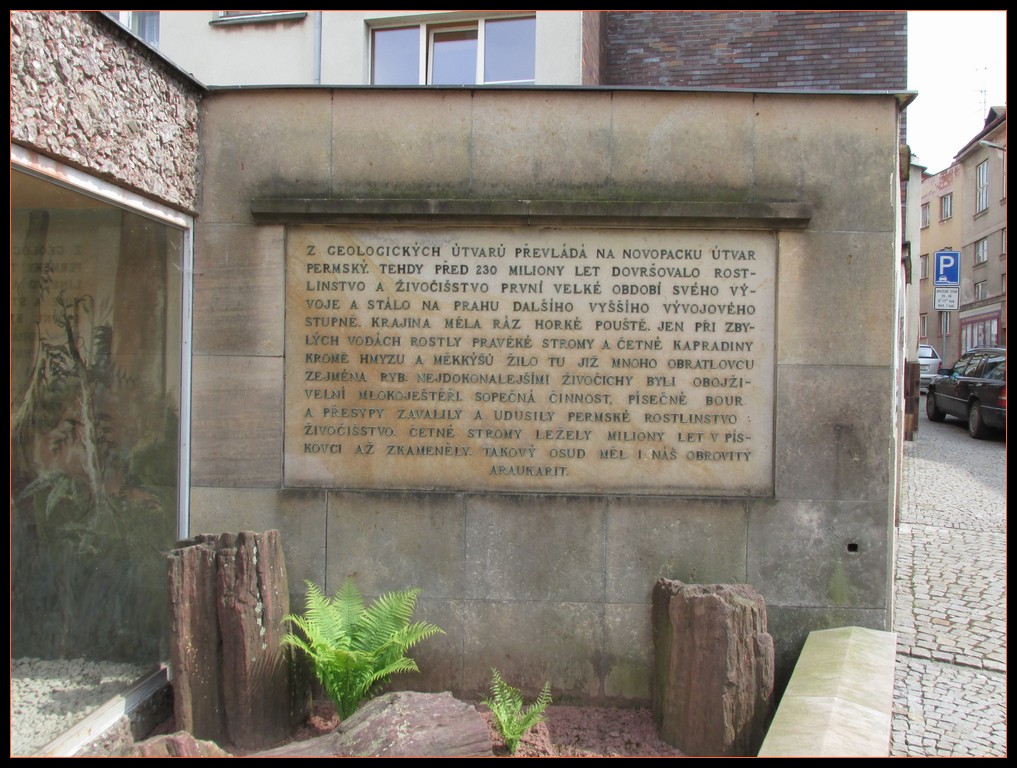 Z GEOLOGICKÝCH ÚTVARŮ PŘEVLÁDÁ NA NOVOPACKU ÚTVAR
PERMSKÝ. TEHDY PŘED 230 MILIONY LET DOVRŠOVALO ROST-
LINSTVO A ŽIVOČIŠSTVO PRVNÍ VELKÉ OBDOBÍ SVÉHO VÝ-
VOJE A STÁLO NA PRAHU DALŠÍHO VYŠŠÍHO VÝVOJOVÉHO
STUPNĚ. KRAJINA MĚLA RÁZ HORKÉ POUŠTĚ. JEN PŘI ZBY-
LÝCH VODÁCH ROSTLY PRAVĚKÉ STROMY A ČETNÉ KAPRADINY
KROMĚ HMYZU A MĚKKÝŠŮ ŽILO TU JIŽ MNOHO OBRATLOVCU
ZEJMÉNA RYB. NEJDOKONALEJŠÍMI ŽIVOČICHY BYLI OBOJŽI-
VELNÍ MLOKOJEŠTĚŘI. SOPEČNÁ ČINNOST, PÍSEČNÉ BOUŘ
A PŘESYPY ZAVALILY A UDUSILY PERMSKÉ ROSTLINSTVO
ŽIVOČIŠSTVO. ČETNÉ STROMY LEŽELY MILIONY LET V PÍS-
KOVCI AŽ ZKAMENĚLY. TAKOVÝ OSUD MĚL I NÁŠ OBROVITÝ
ARAUKARIT.
P